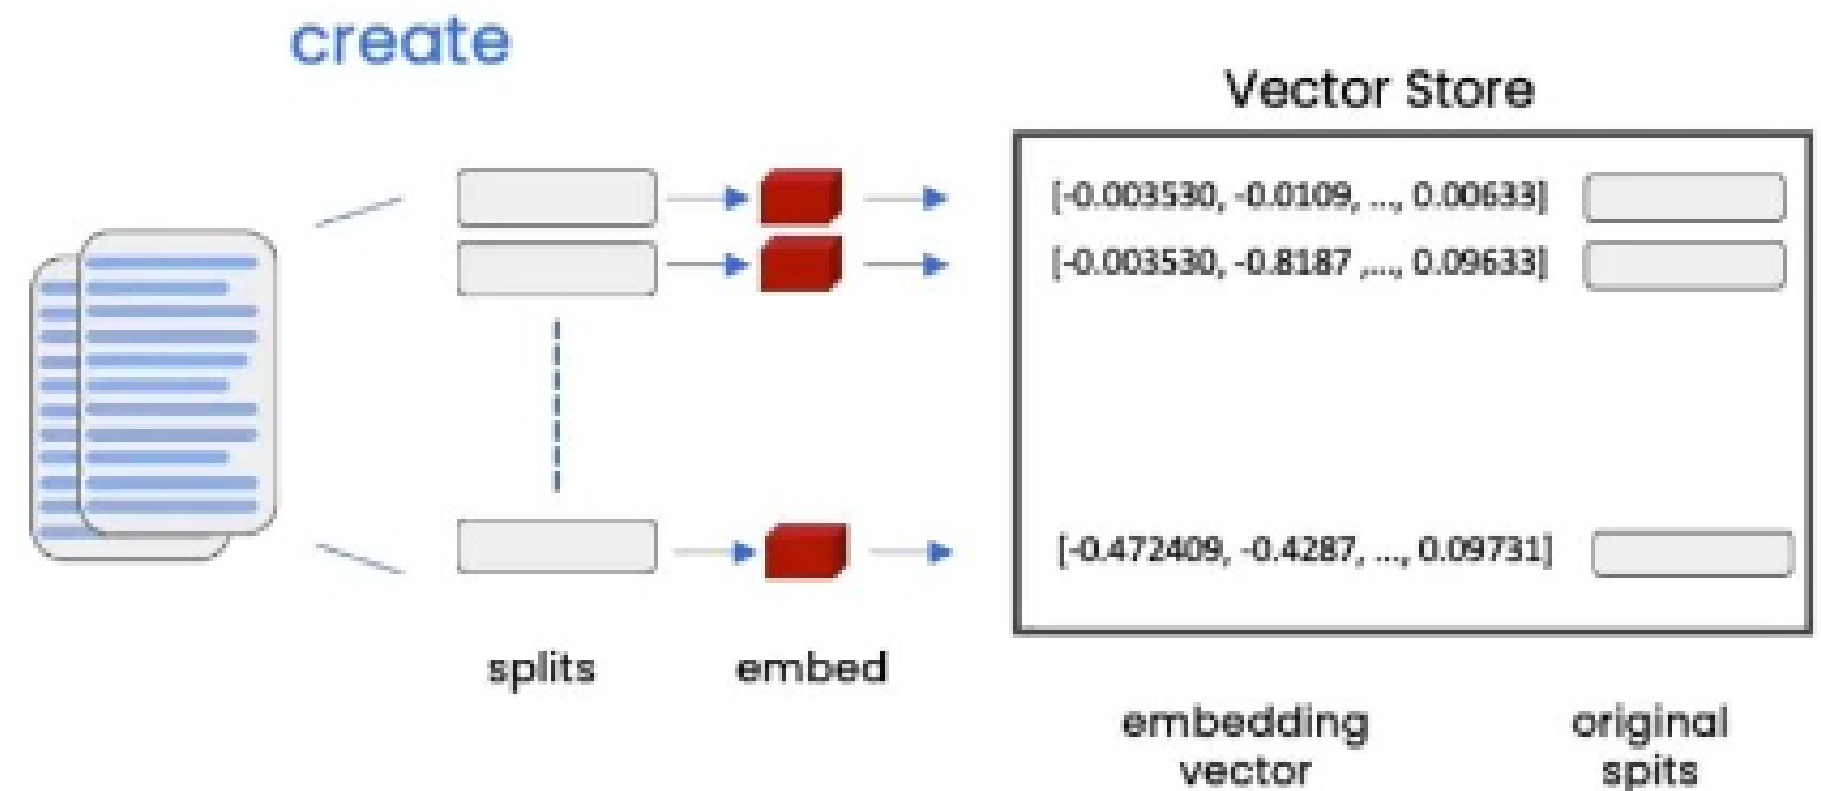 create
Vector Store
[-0.003530, -0.0109, ..., 0.00633]
[-0.003530, -0.8187 ,..., 0.09633]
[-0.472409, -0.4287, ..., 0.09731]
splits
embed
embedding
vector
original
spits